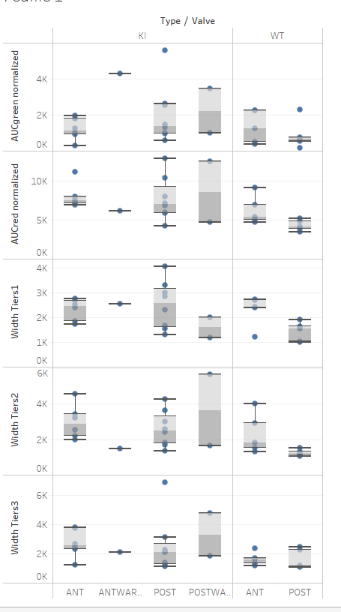 Type / Valve
KI WT
AUCgreen normalized
4K
2K
0K
AUCred normalized
10K
5K
0K
Width Tiers1
4K
3K
2K
1K
0K
Width Tiers2
6K
4K
2K
0K
Width Tiers3
6K
4K
2K
0K
ANT ANTWAR.. POST POSTWA.. ANT POST